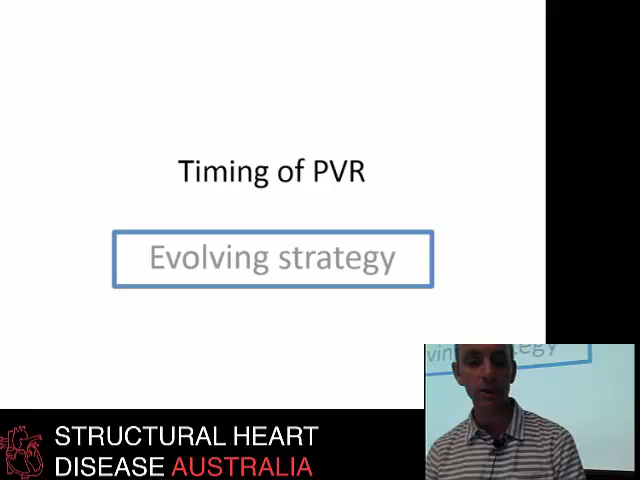 Timing of PVR
Evolving strategy
STRUCTURAL HEART
DISEASE AUSTRALIA